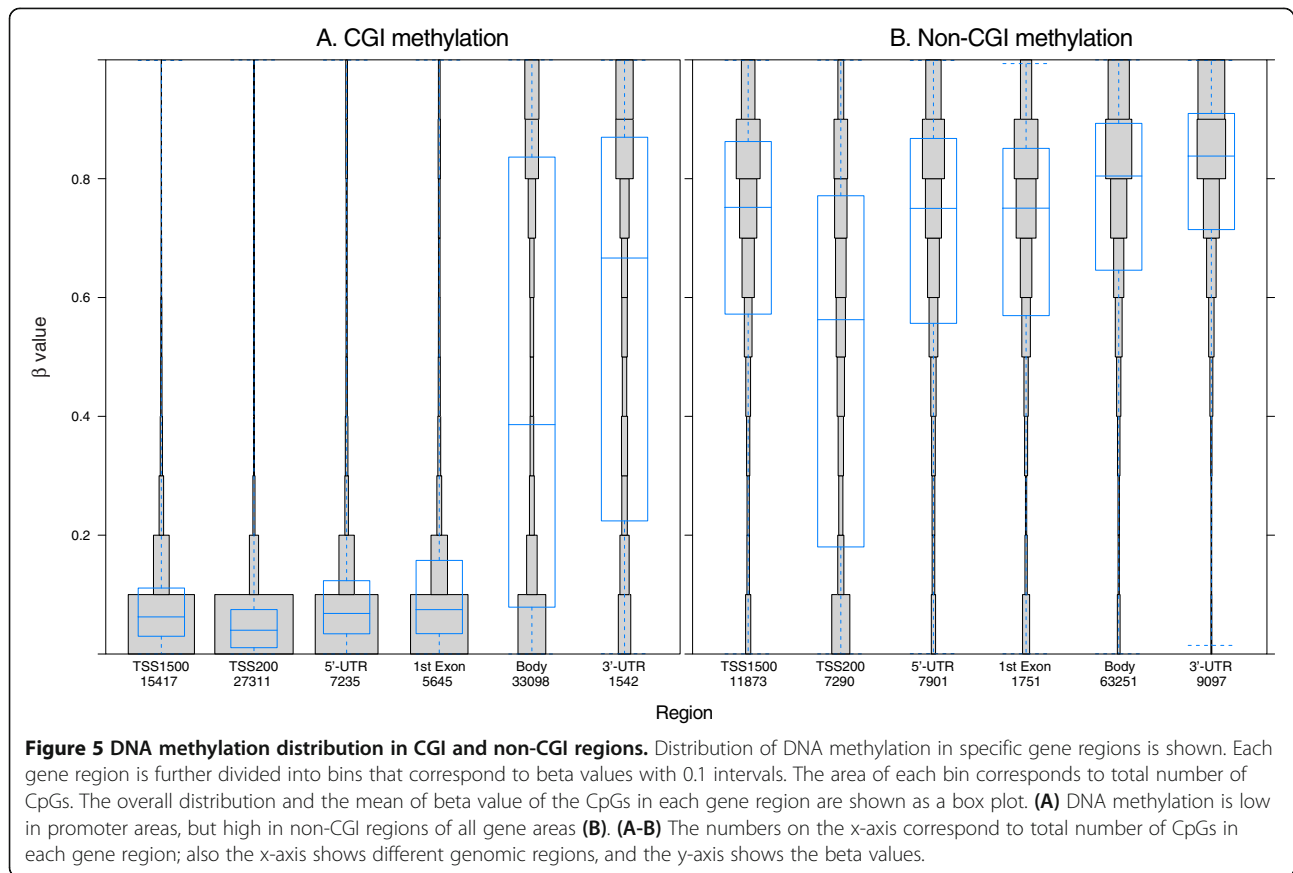 A. CGI methylation
B. Non-CGI methylation
β value
0.8
0.6
0.4
0.2
TSS1500 TSS200 5'-UTR 1st Exon Body 3'-UTR
15417 27311 7235 5645 33098 1542
TSS1500 TSS200 5'-UTR 1st Exon Body 3'-UTR
11873 7290 7901 1751 63251 9097
Region
Figure 5 DNA methylation distribution in CGI and non-CGI regions. Distribution of DNA methylation in specific gene regions is shown. Each
gene region is further divided into bins that correspond to beta values with 0.1 intervals. The area of each bin corresponds to total number of
CpGs. The overall distribution and the mean of beta value of the CpGs in each gene region are shown as a box plot. (A) DNA methylation is low
in promoter areas, but high in non-CGI regions of all gene areas (B). (A-B) The numbers on the x-axis correspond to total number of CpGs in
each gene region; also the x-axis shows different genomic regions, and the y-axis shows the beta values.